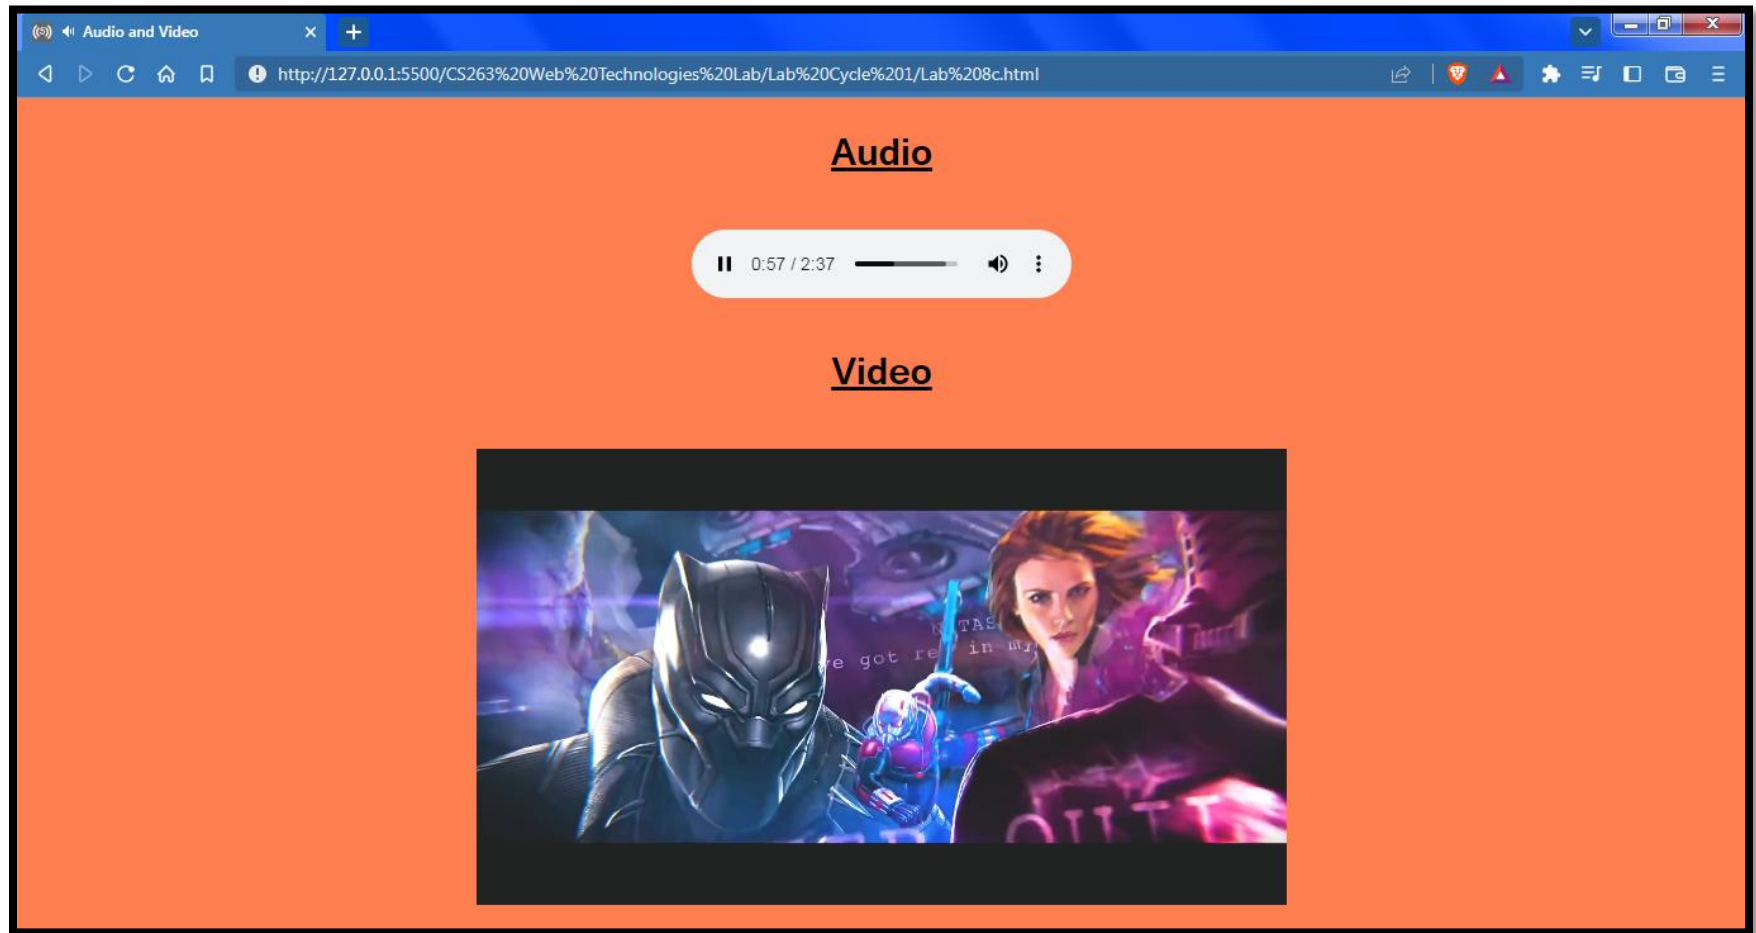 Audio and Video
http://127.0.0.1:5500/CS263%20Web%20Technologies%20Lab/Lab%20Cycle%201/Lab%208c.html
Audio
0:57 / 2:37
Video
got in